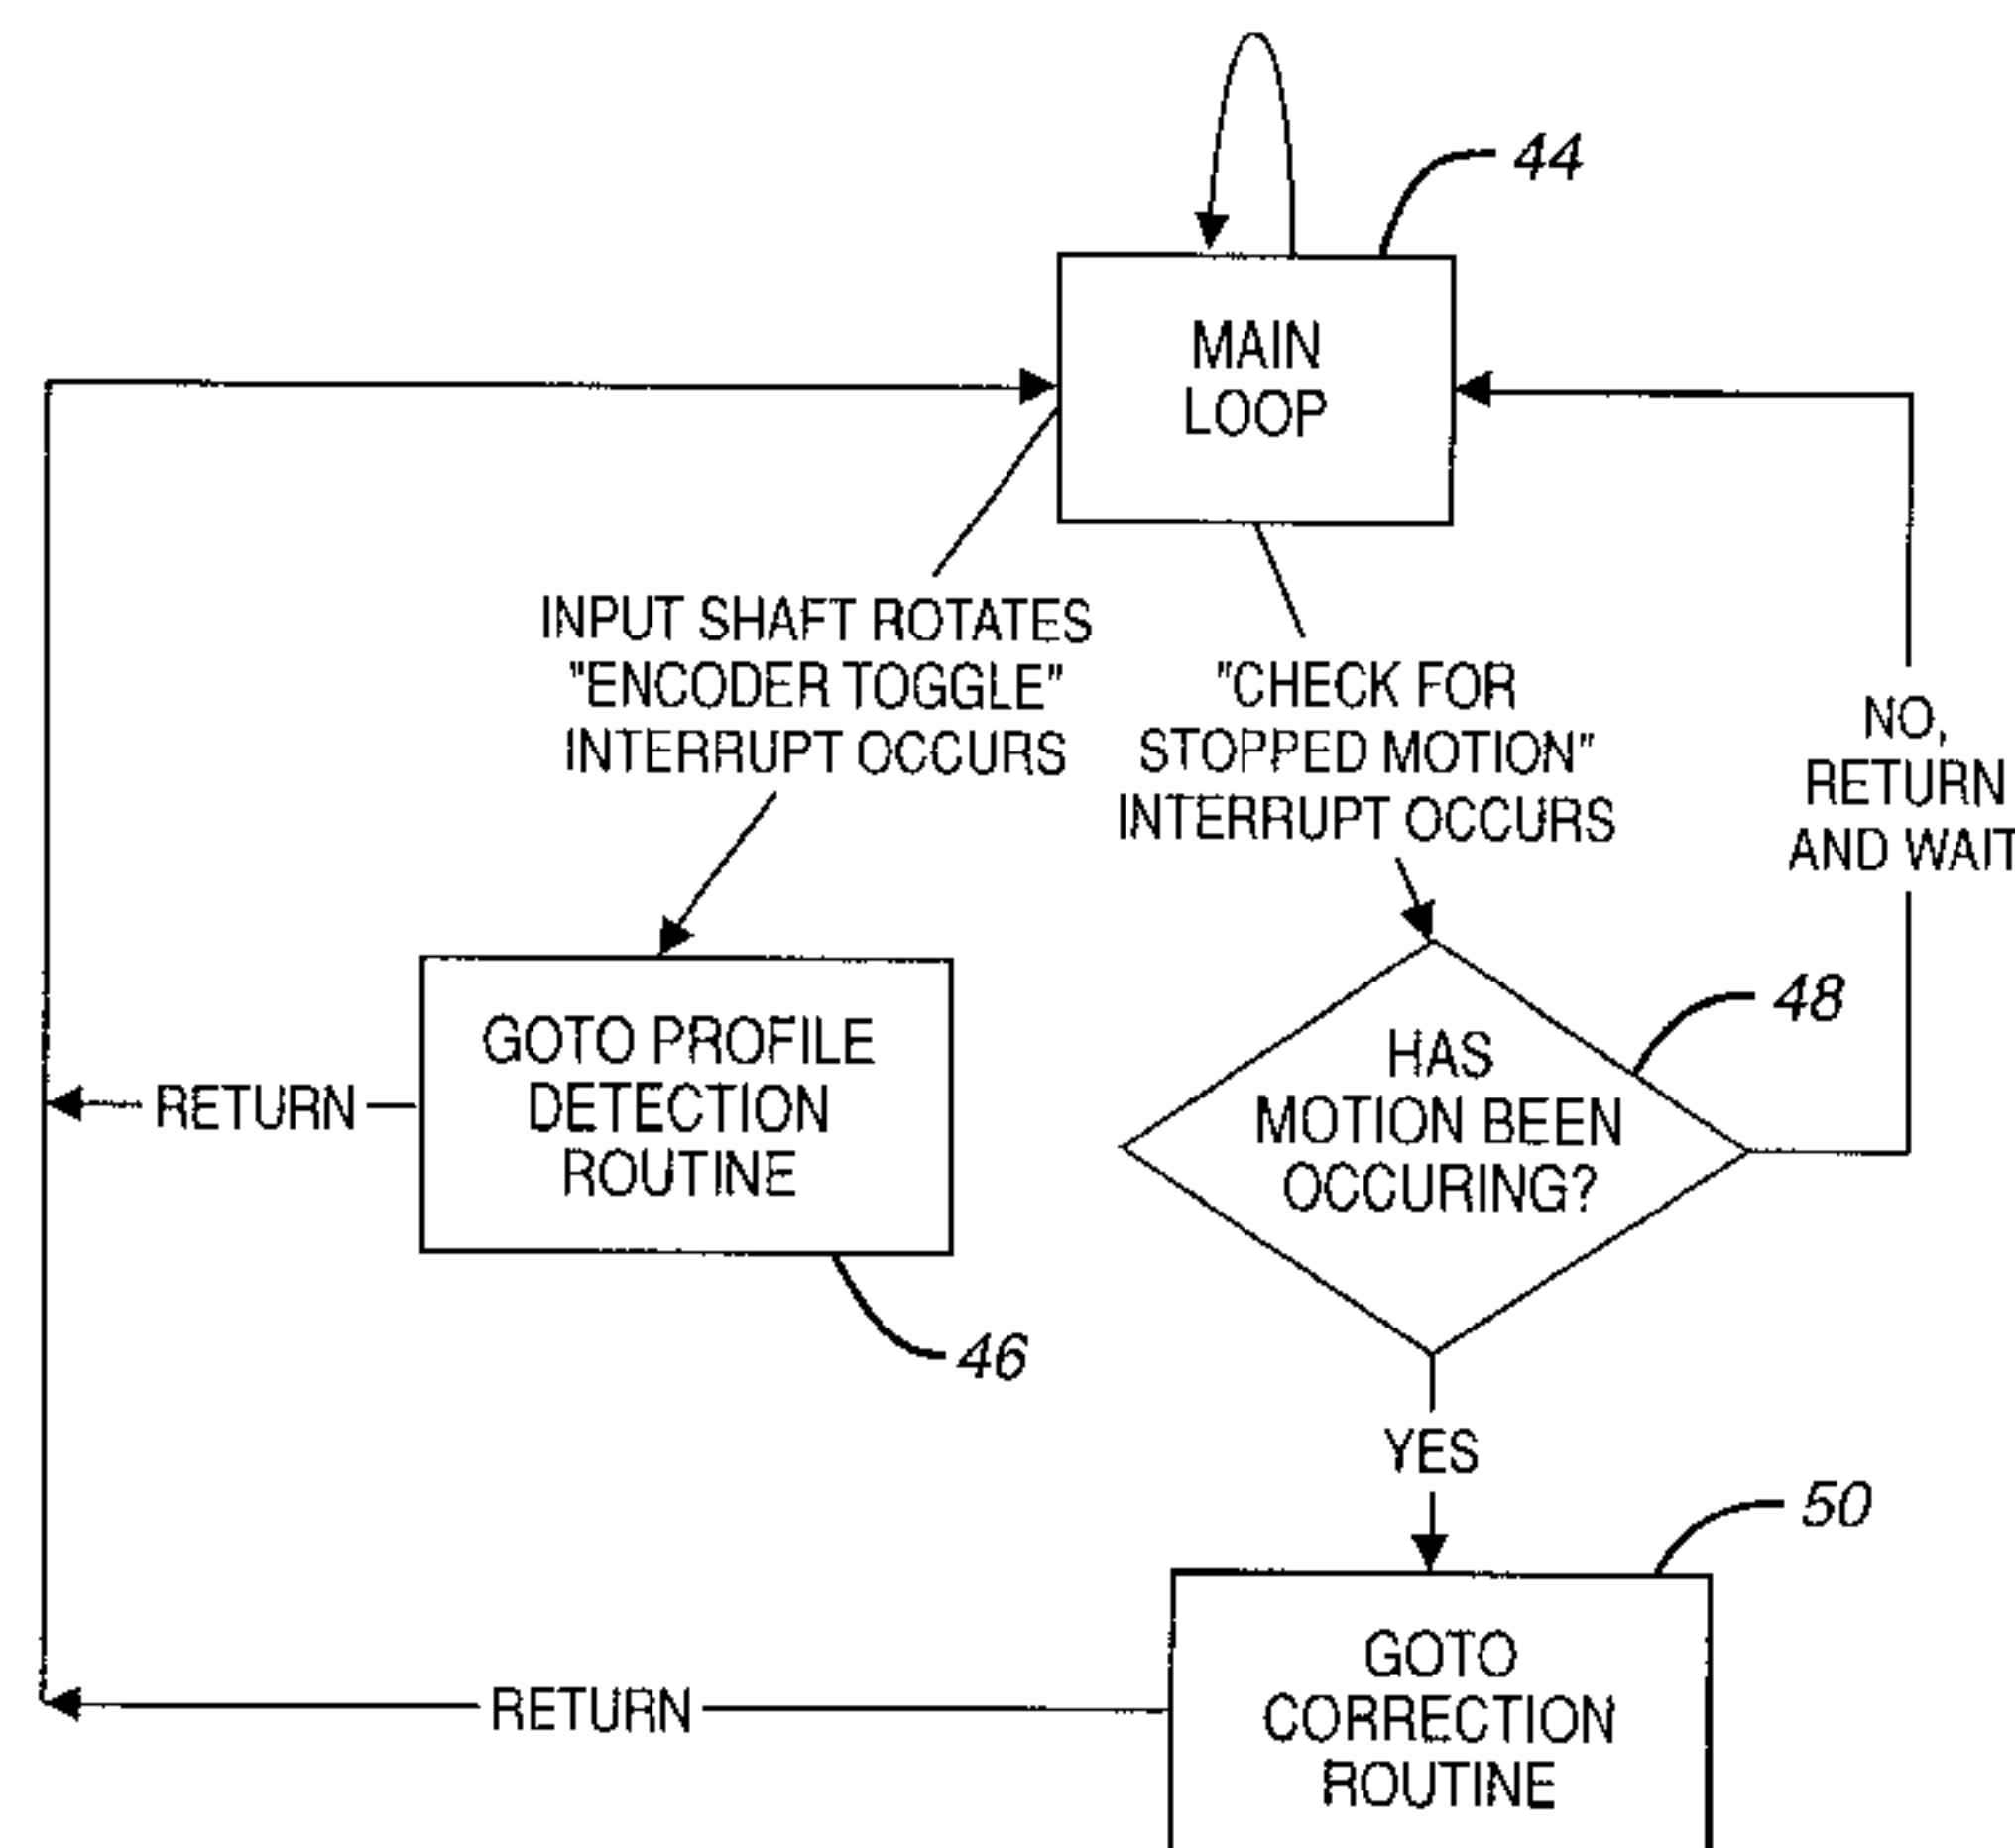 44
MAIN
LOOP
INPUT SHAFT ROTATES
"ENCODER TOGGLE"
INTERRUPT OCCURS
"CHECK FOR
STOPPED MOTION"
INTERRUPT OCCURS
NO,
RETURN
AND WAIT
48
GOTO PROFILE
DETECTION
ROUTINE
RETURN
HAS
MOTION BEEN
OCCURING?
46
YES
50
GOTO
CORRECTION
ROUTINE
RETURN